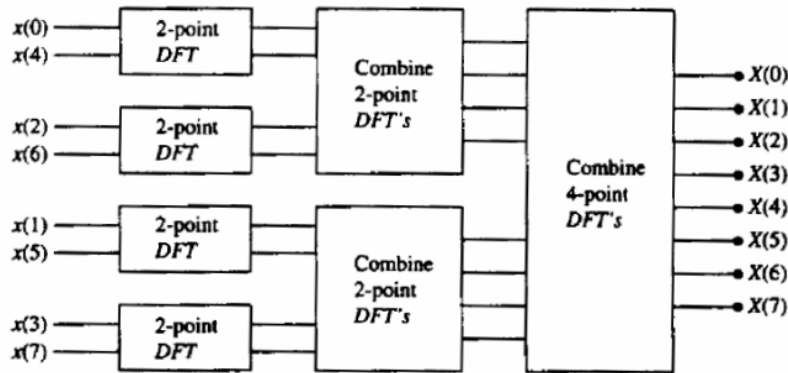 x(0)
x(4)
2-point
DFT
x(2)
x(6)
2-point
DFT
x(1)
x(5)
2-point
DFT
x(3)
x(7)
2-point
DFT
Combine
2-point
DFT's
Combine
2-point
DFT's
Combine
4-point
DFT's
X(0)
X(1)
X(2)
X(3)
X(4)
X(5)
X(6)
X(7)